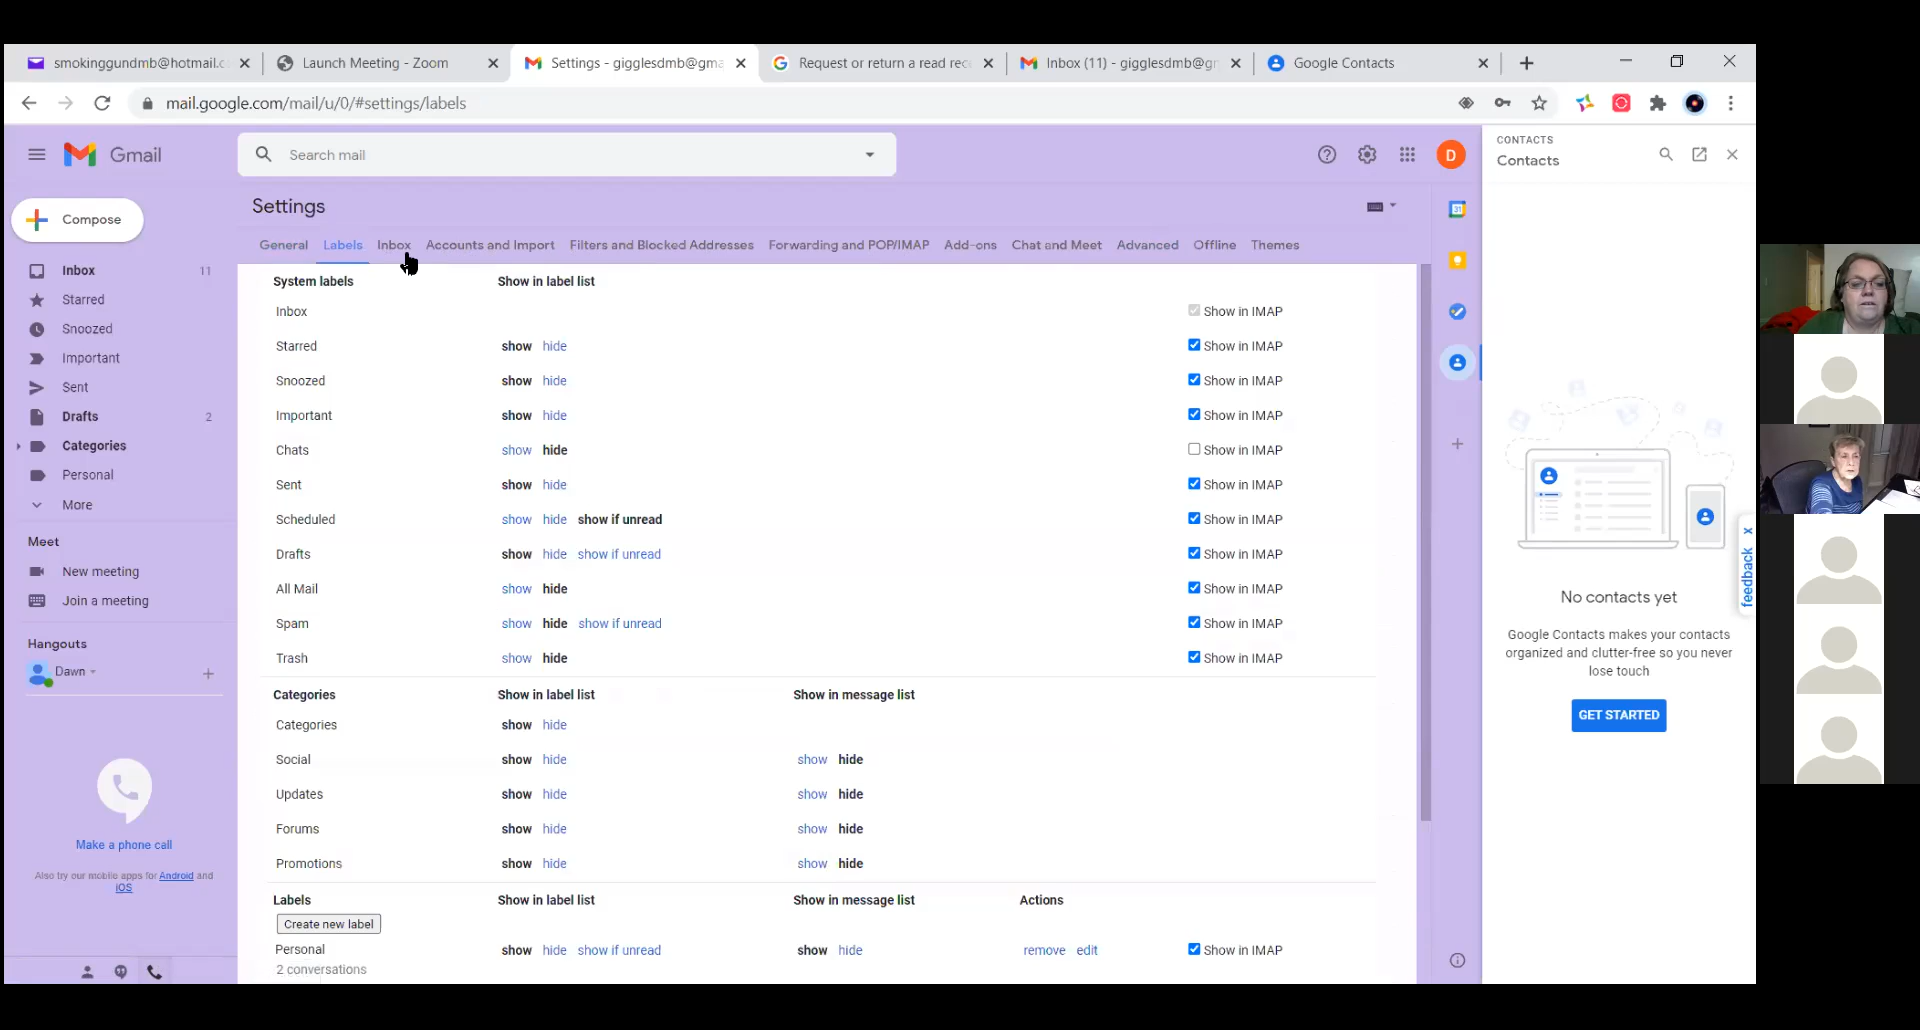 smokinggundmb@hotmail.c
Launch Meeting - Zoom
Settings - gigglesdmb@gma
Request or return a read rec
Inbox (11) - gigglesdmb@gm
Google Contacts
mail.google.com/mail/u/0/#settings/labels
Gmail
Search mail
D
CONTACTS
Contacts
Compose
Settings
General Labels Inbox Accounts and Import Filters and Blocked Addresses Forwarding and POP/IMAP Add-ons Chat and Meet Advanced Offline Themes
Inbox 11
Starred
Snoozed
Important
Sent
Drafts 2
Categories
Personal
More
Meet
New meeting
Join a meeting
Hangouts
Dawn
Make a phone call
Also try our mobile apps for Android and
iOS
System labels Show in label list
Inbox Show in IMAP
Starred show hide Show in IMAP
Snoozed show hide Show in IMAP
Important show hide Show in IMAP
Chats show hide Show in IMAP
Sent show hide Show in IMAP
Scheduled show hide show if unread Show in IMAP
Drafts show hide show if unread Show in IMAP
All Mail show hide Show in IMAP
Spam show hide show if unread Show in IMAP
Trash show hide Show in IMAP
Categories Show in label list Show in message list
Categories show hide
Social show hide show hide
Updates show hide show hide
Forums show hide show hide
Promotions show hide show hide
Labels Show in label list Show in message list Actions
Create new label
Personal show hide show if unread show hide remove edit Show in IMAP
2 conversations
31
No contacts yet
Google Contacts makes your contacts
organized and clutter-free so you never
lose touch
GET STARTED
feedback x